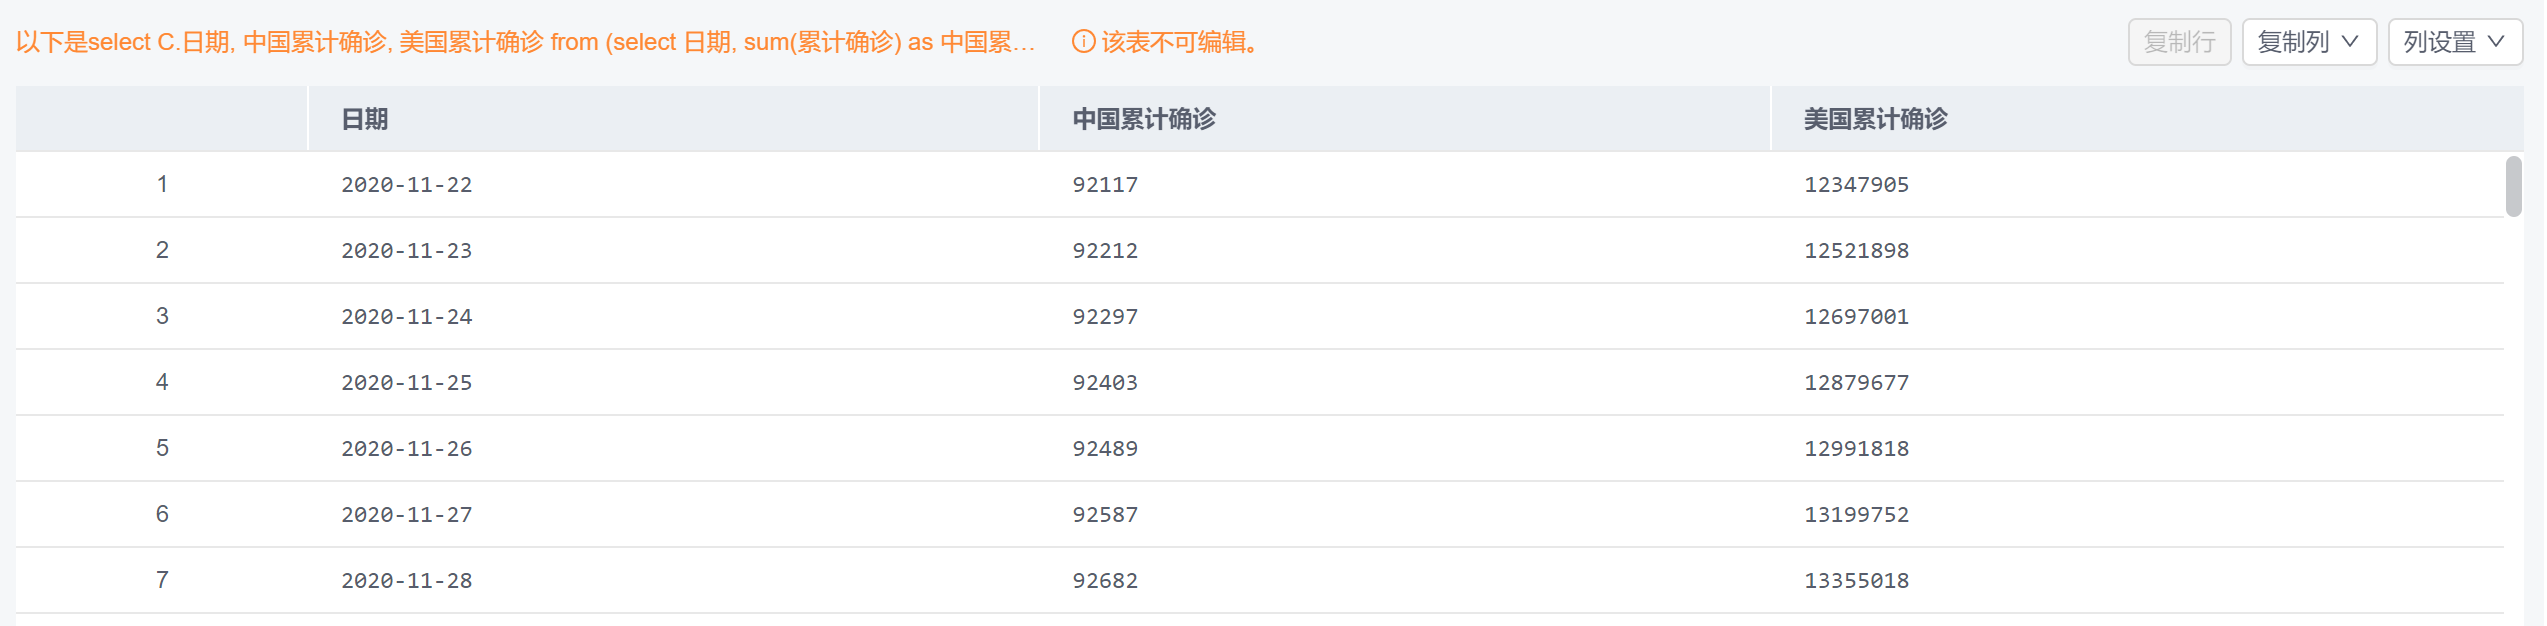 以下是select C.日期, 中国累计确诊, 美国累计确诊 from (select 日期, sum(累计确诊) as 中国累… 该表不可编辑。 复制行 复制列 列设置
日期 中国累计确诊 美国累计确诊
1 2020-11-22 92117 12347905
2 2020-11-23 92212 12521898
3 2020-11-24 92297 12697001
4 2020-11-25 92403 12879677
5 2020-11-26 92489 12991818
6 2020-11-27 92587 13199752
7 2020-11-28 92682 13355018